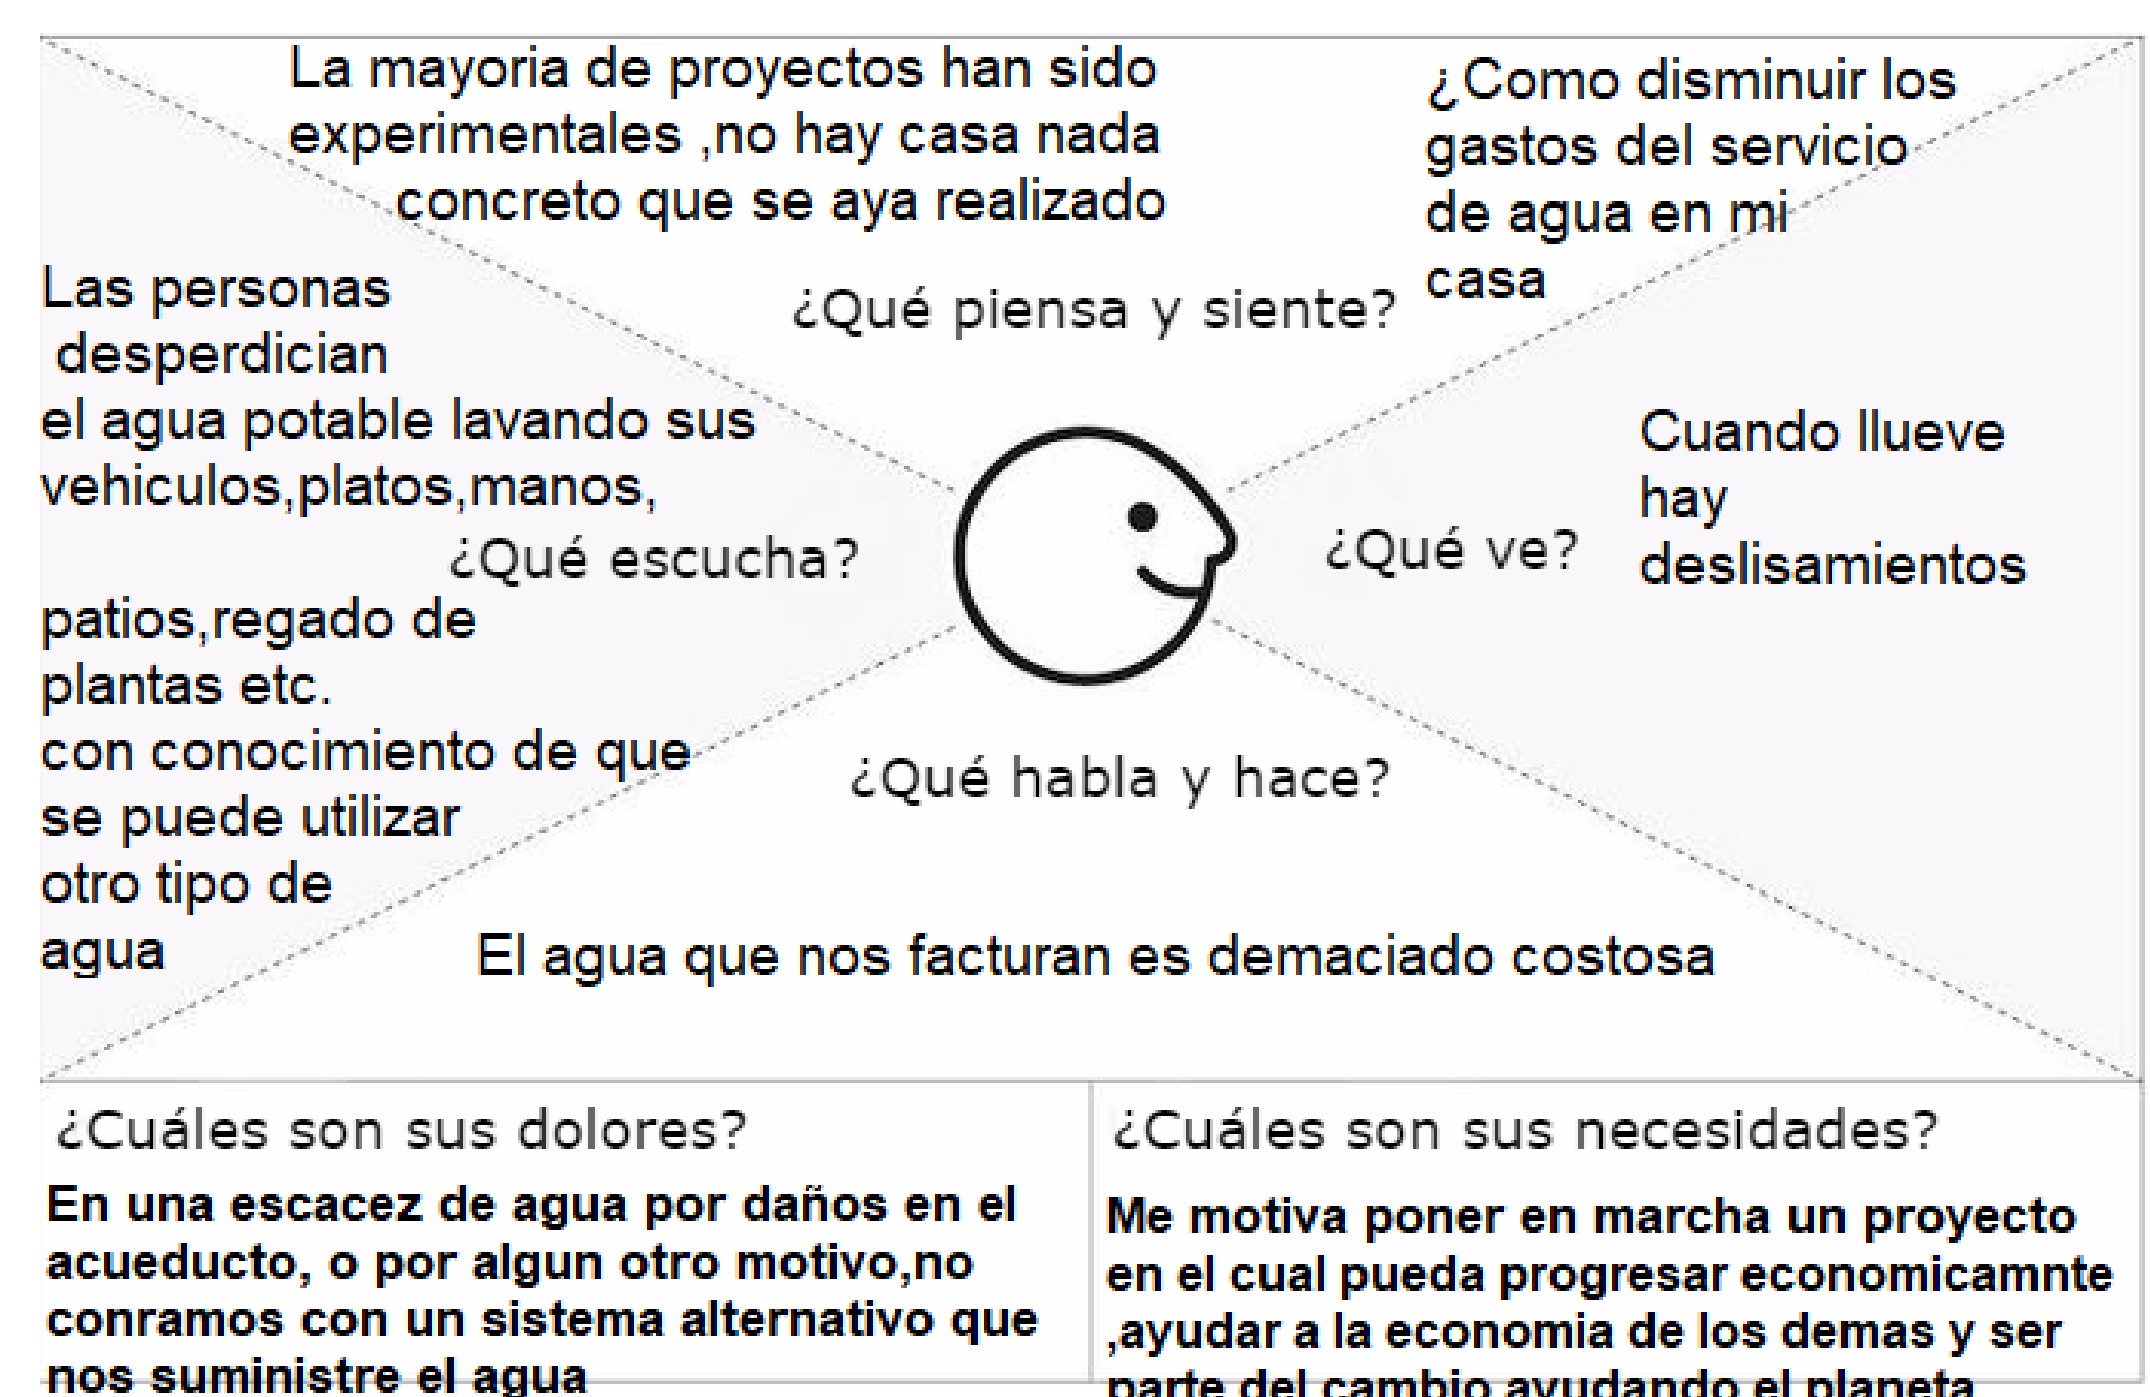 La mayoria de proyectos han sido
experimentales ,no hay casa nada
concreto que se aya realizado
¿Como disminuir los
gastos del servicio
de agua en mi
casa
¿Qué piensa y siente?
Las personas
desperdician
el agua potable lavando sus
vehiculos,platos,manos,
¿Qué escucha?
patios,regado de
plantas etc.
con conocimiento de que
se puede utilizar
otro tipo de
agua
¿Qué ve?
Cuando llueve
hay
deslisamientos
¿Qué habla y hace?
El agua que nos facturan es demaciado costosa
¿Cuáles son sus dolores?
En una escacez de agua por daños en el
acueducto, o por algun otro motivo,no
conramos con un sistema alternativo que
nos suministre el agua
¿Cuáles son sus necesidades?
Me motiva poner en marcha un proyecto
en el cual pueda progresar economicamnte
,ayudar a la economia de los demas y ser
parte del cambio ayudando el planeta